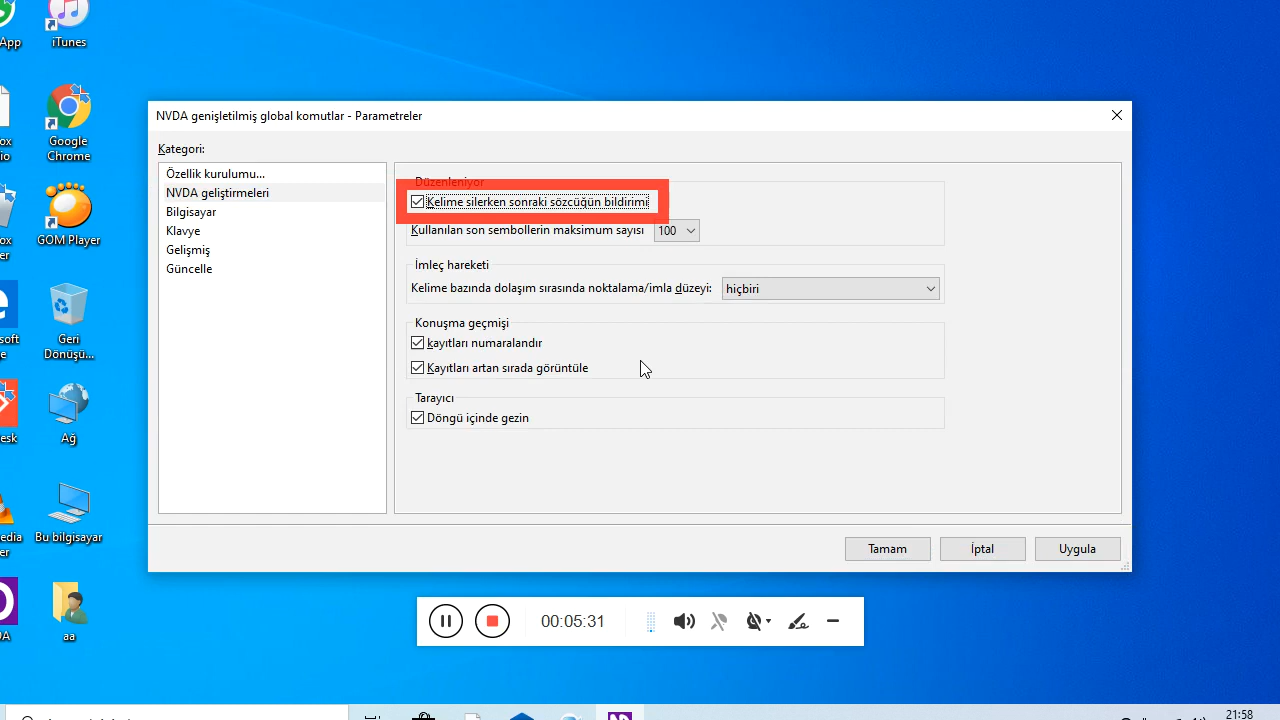 App
iTunes
Google
Chrome
GOM Player
Geri
Dönüşü...
Ağ
Bu bilgisayar
aa
NVDA genişletilmiş global komutlar - Parametreler
Kategori:
Özellik kurulumu...
NVDA geliştirmeleri
Bilgisayar
Klavye
Gelişmiş
Güncelle
Düzenleniyor
Kelime silerken sonraki sözcüğün bildirimi
Kullanılan son sembollerin maksimum sayısı 100
İmleç hareketi
Kelime bazında dolaşım sırasında noktalama/imla düzeyi: hiçbiri
Konuşma geçmişi
kayıtları numaralandır
Kayıtları artan sırada görüntüle
Tarayıcı
Döngü içinde gezin
Tamam İptal Uygula
00:05:31
21:58